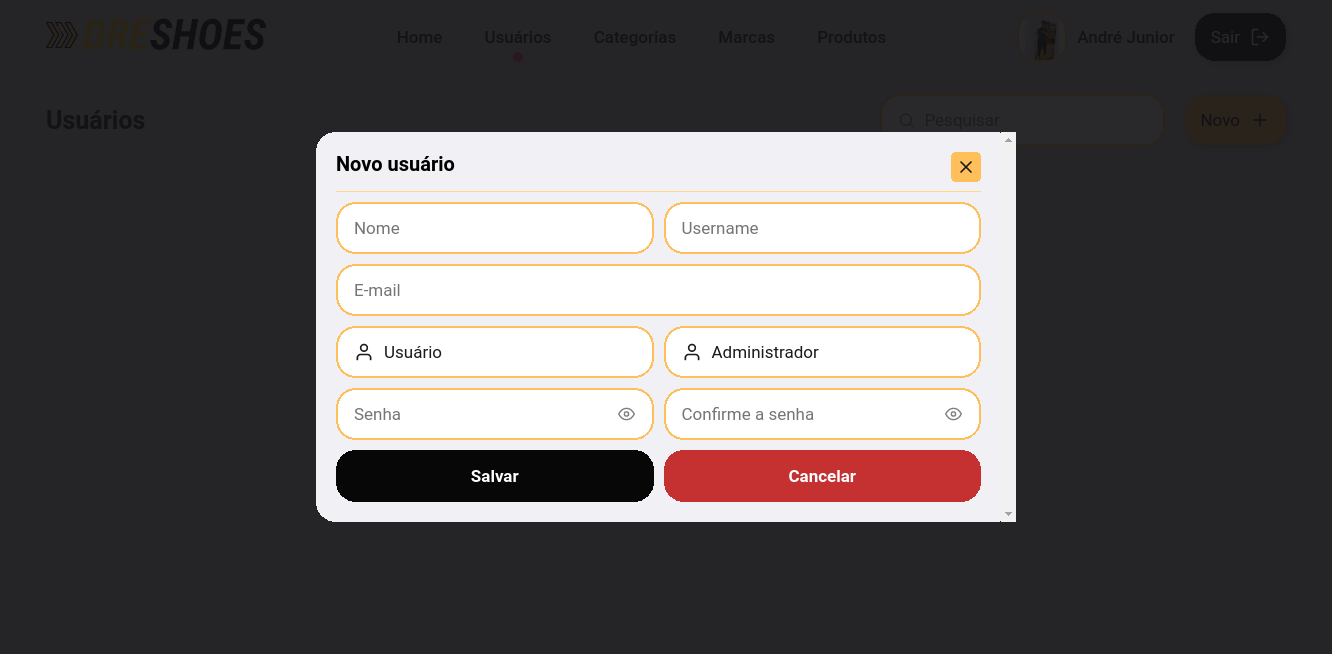 DRESHOES
Home
Usuários
Categorias
Marcas
Produtos
André Junior
Sair
Usuários
Pesquisar
Novo
Novo usuário
Nome
Username
E-mail
Usuário
Administrador
Senha
Confirme a senha
Salvar
Cancelar